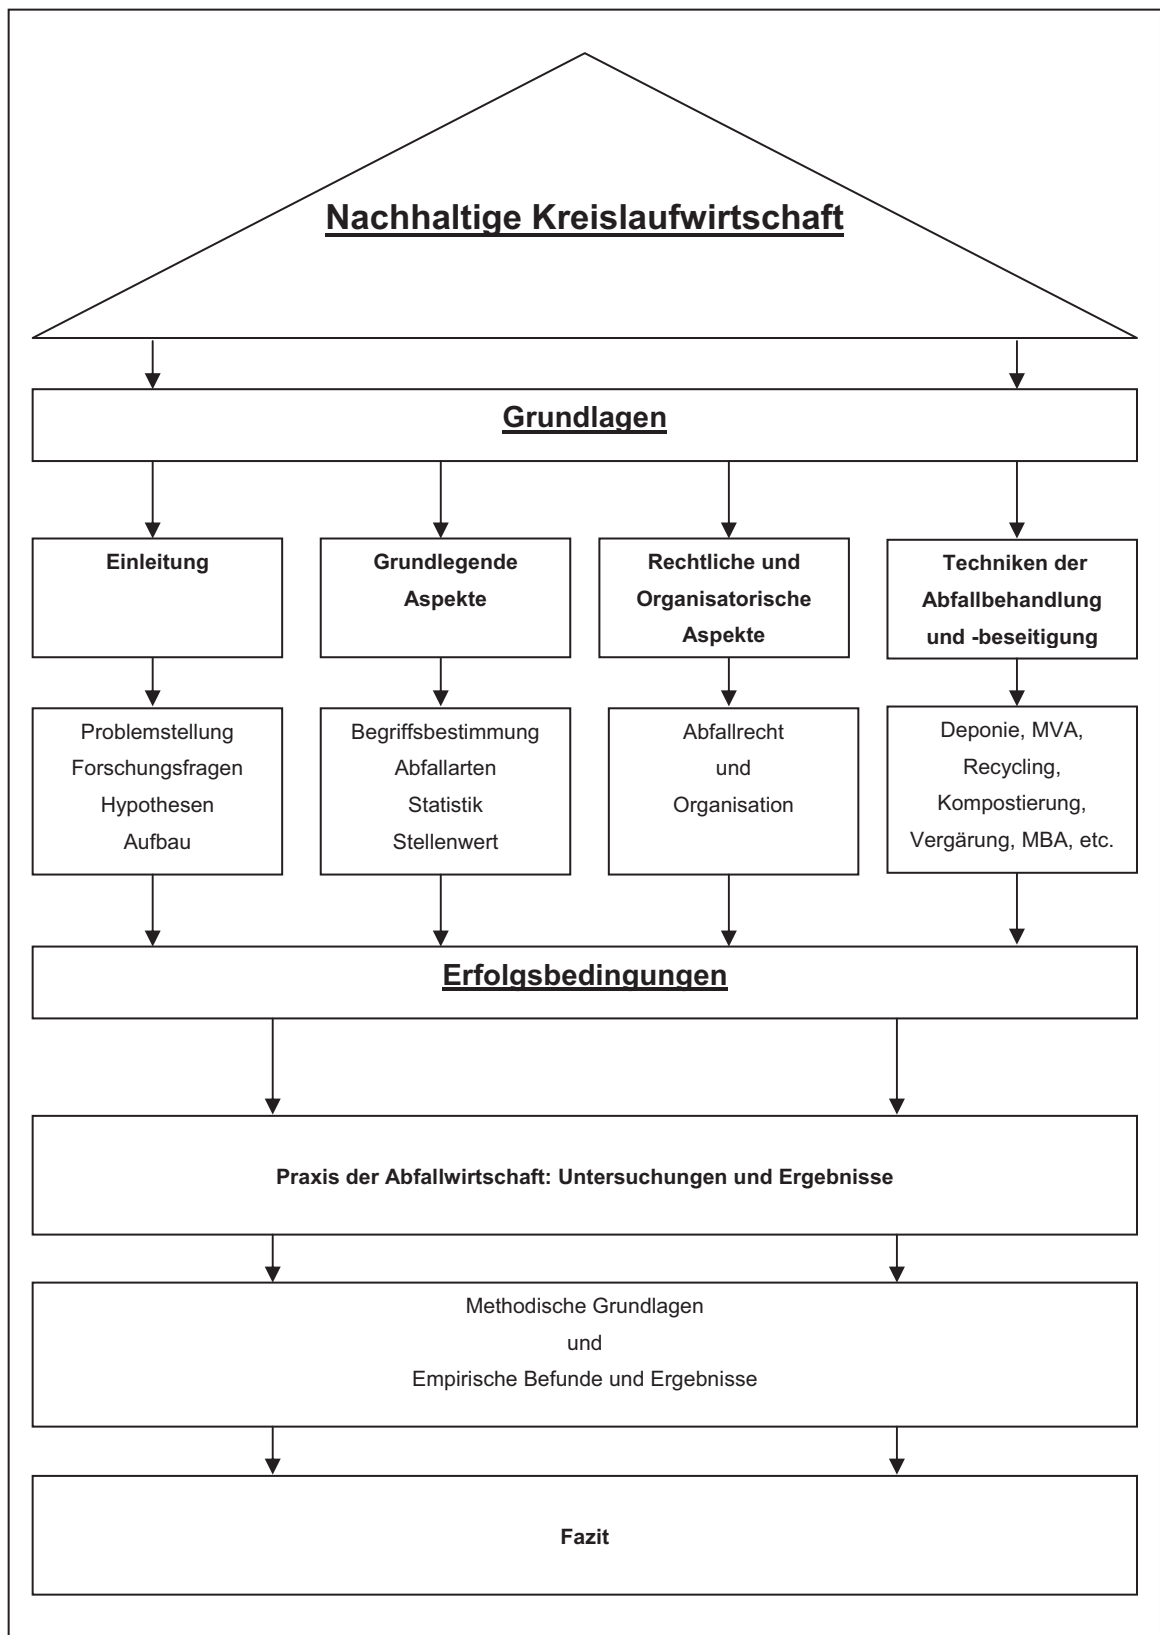 Nachhaltige Kreislaufwirtschaft
Grundlagen
Einleitung
Grundlegende
Aspekte
Rechtliche und
Organisatorische
Aspekte
Techniken der
Abfallbehandlung
und -beseitigung
Problemstellung
Forschungsfragen
Hypothesen
Aufbau
Begriffsbestimmung
Abfallarten
Statistik
Stellenwert
Abfallrecht
und
Organisation
Deponie, MVA,
Recycling,
Kompostierung,
Vergärung, MBA, etc.
Erfolgsbedingungen
Praxis der Abfallwirtschaft: Untersuchungen und Ergebnisse
Methodische Grundlagen
und
Empirische Befunde und Ergebnisse
Fazit